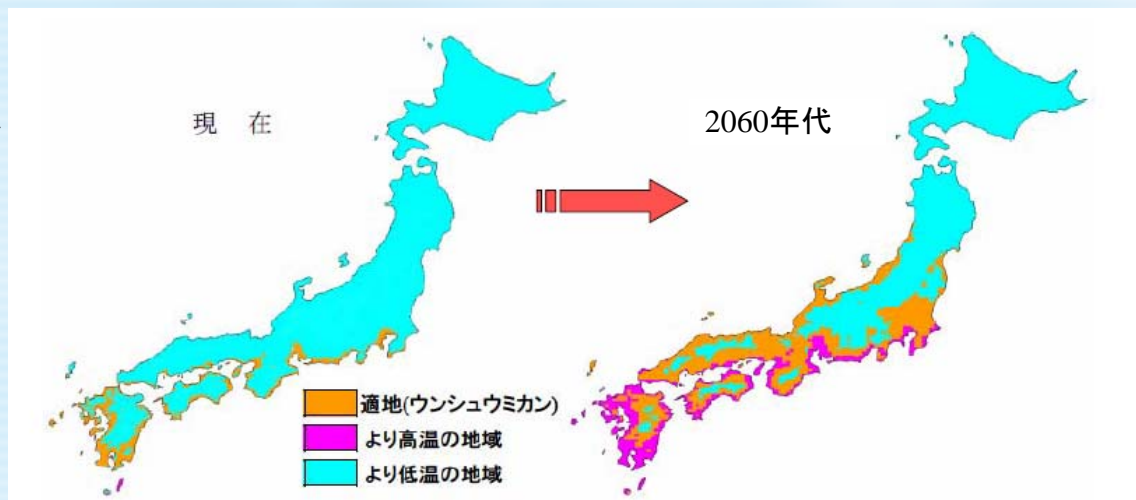 現 在
2060年代
適地(ウンシュウミカン)
より高温の地域
より低温の地域